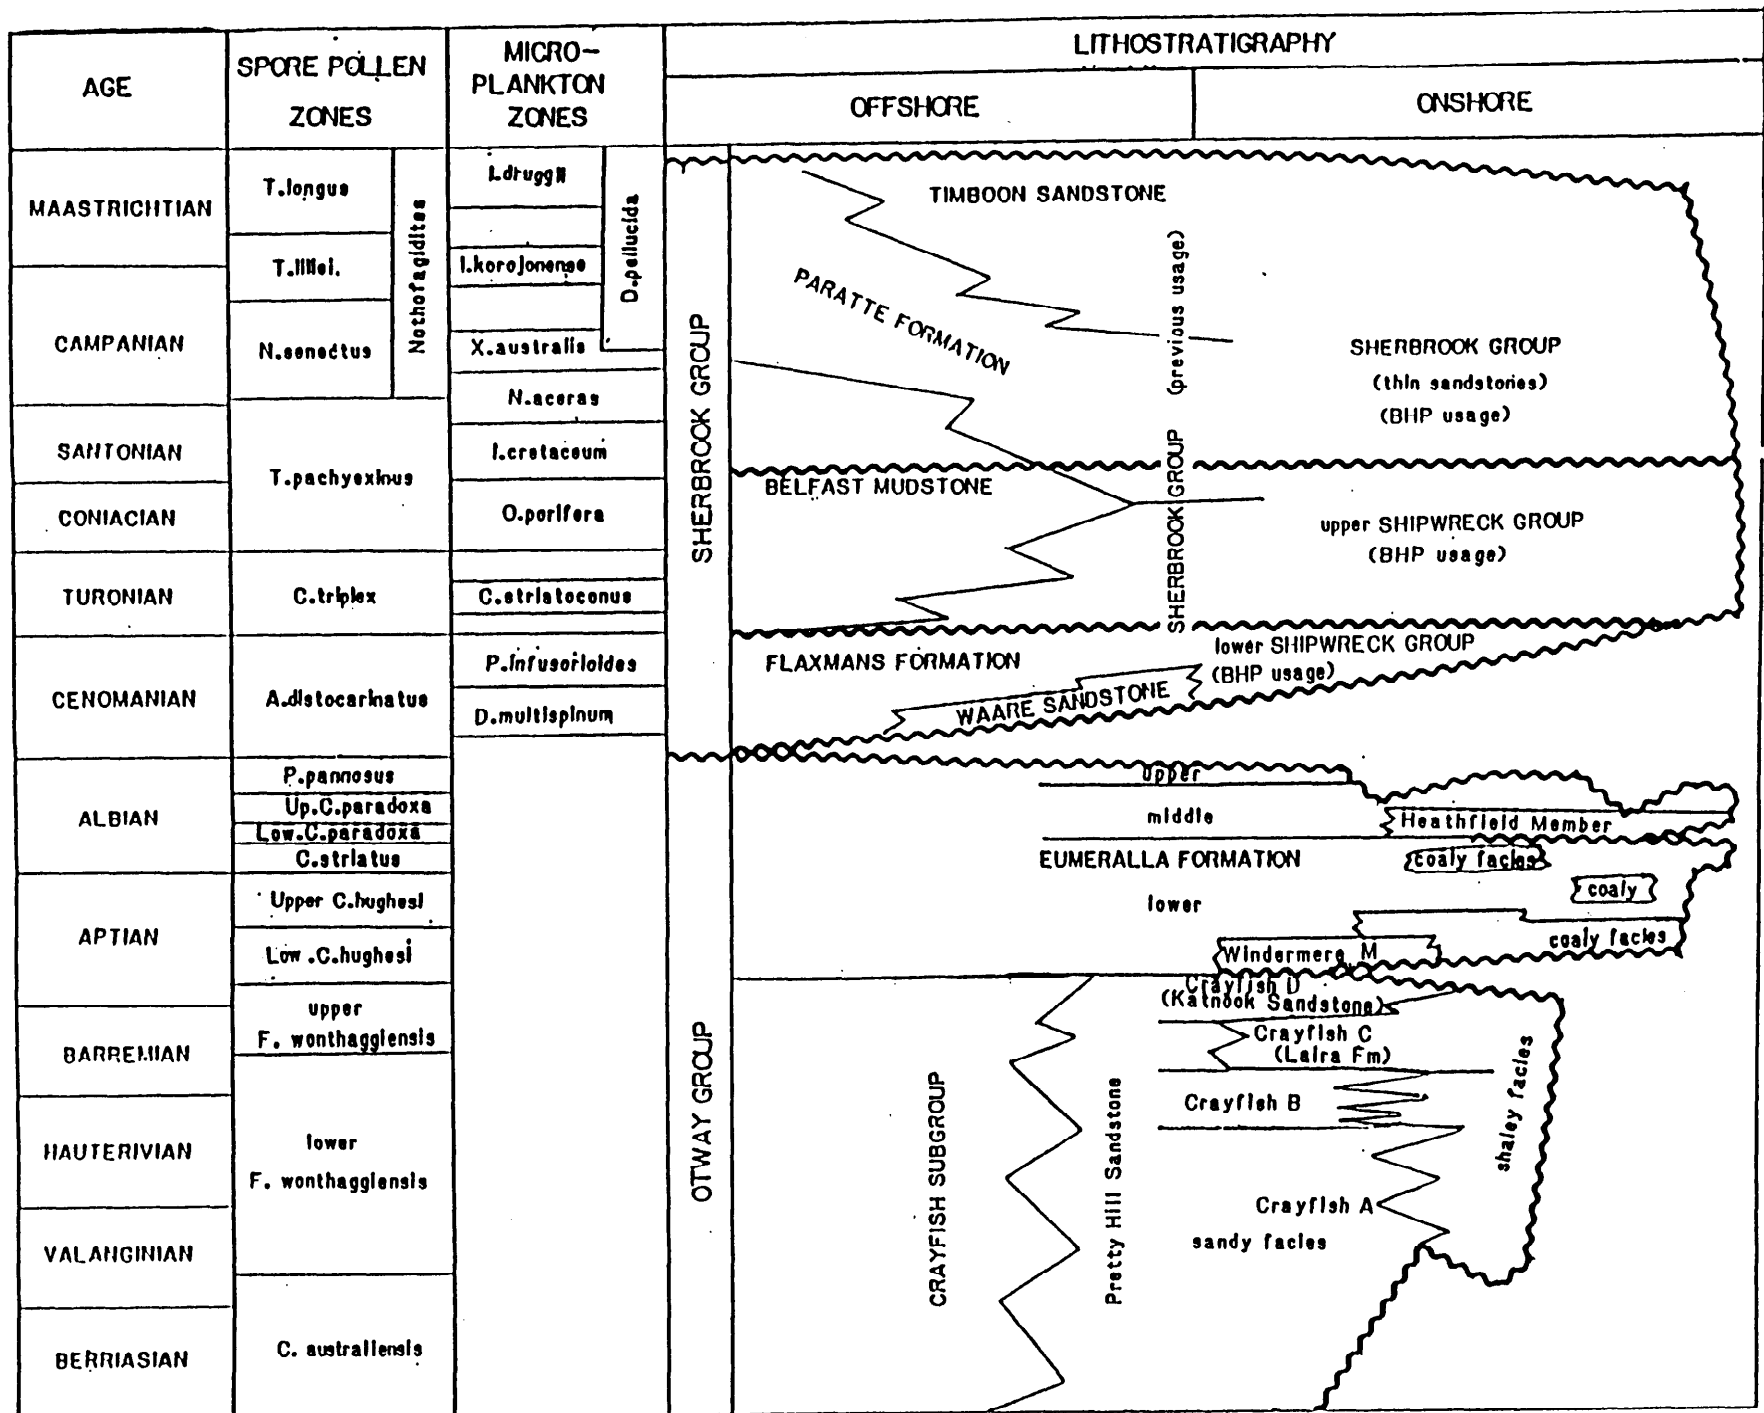 AGE
SPORE POLLEN
ZONES
MICRO-
PLANKTON
ZONES
LITHOSTRATIGRAPHY
OFFSHORE
ONSHORE
MAASTRICHTIAN
CAMPANIAN
SANTONIAN
CONIACIAN
TURONIAN
CENOMANIAN
ALBIAN
APTIAN
BARREMIAN
HAUTERIVIAN
VALANGINIAN
BERRIASIAN
T.longus
T.lillei.
N.senectus
Nothofagidites
T.pachyexinus
C.triplex
A.distocarinatus
P.pannosus
Up.C.paradoxa
Low.C.paradoxa
C.striatus
Upper C.hughesi
Low.C.hughesi
upper
F. wonthaggiensis
lower
F. wonthaggiensis
C. australiensis
I.druggii
I.korojonense
X.australis
D.pellucida
N.aceras
I.cretaceum
O.porifera
C.striatoconus
P.infusorioides
D.multispinum
SHERBROOK GROUP
OTWAY GROUP
TIMBOON SANDSTONE
PARATTE FORMATION
SHERBROOK GROUP (previous usage)
SHERBROOK GROUP
(thin sandstories)
(BHP usage)
BELFAST MUDSTONE
upper SHIPWRECK GROUP
(BHP usage)
FLAXMANS FORMATION
lower SHIPWRECK GROUP
(BHP usage)
WAARE SANDSTONE
upper
middle
Heathfield Member
EUMERALLA FORMATION
coaly facies
coaly
lower
coaly facies
Windermere M
Crayfish D
(Katnook Sandstone)
Crayfish C
(Laira Fm)
Crayfish B
shaley facies
CRAYFISH SUBGROUP
Pretty Hill Sandstone
Crayfish A
sandy facies